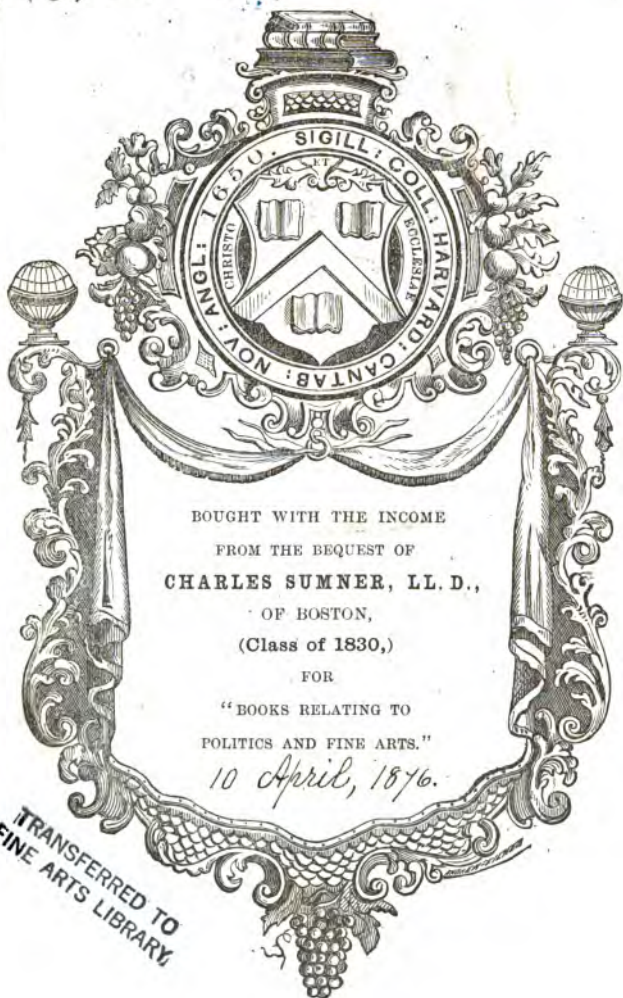 SIGILL: COLL: HARVARD: CANTAB: NOV: ANGL: 1650.
ET
CHRISTO
ECCLESIAE
BOUGHT WITH THE INCOME
FROM THE BEQUEST OF
CHARLES SUMNER, LL. D.,
OF BOSTON,
(Class of 1830,)
FOR
"BOOKS RELATING TO
POLITICS AND FINE ARTS."
10 April, 1876.
TRANSFERRED TO
FINE ARTS LIBRARY